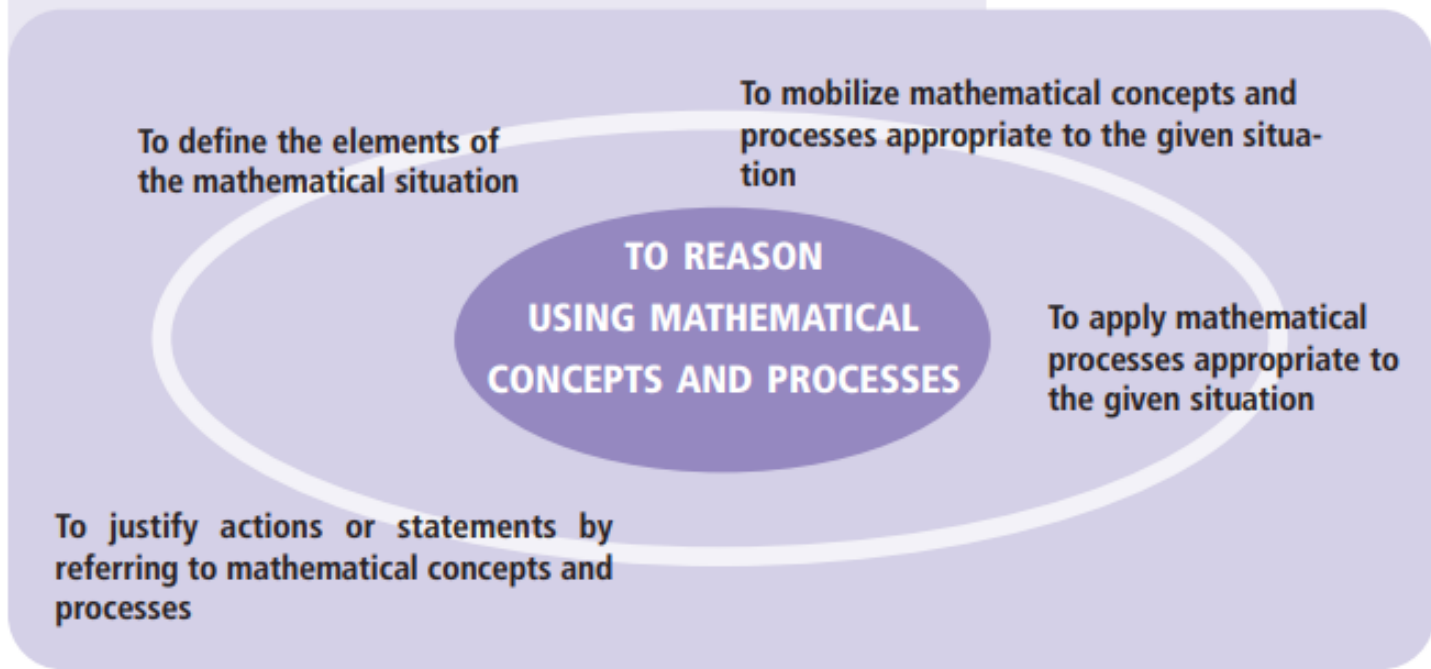 To define the elements of
the mathematical situation
To mobilize mathematical concepts and
processes appropriate to the given situa-
tion
TO REASON
USING MATHEMATICAL
CONCEPTS AND PROCESSES
To apply mathematical
processes appropriate to
the given situation
To justify actions or statements by
referring to mathematical concepts and
processes